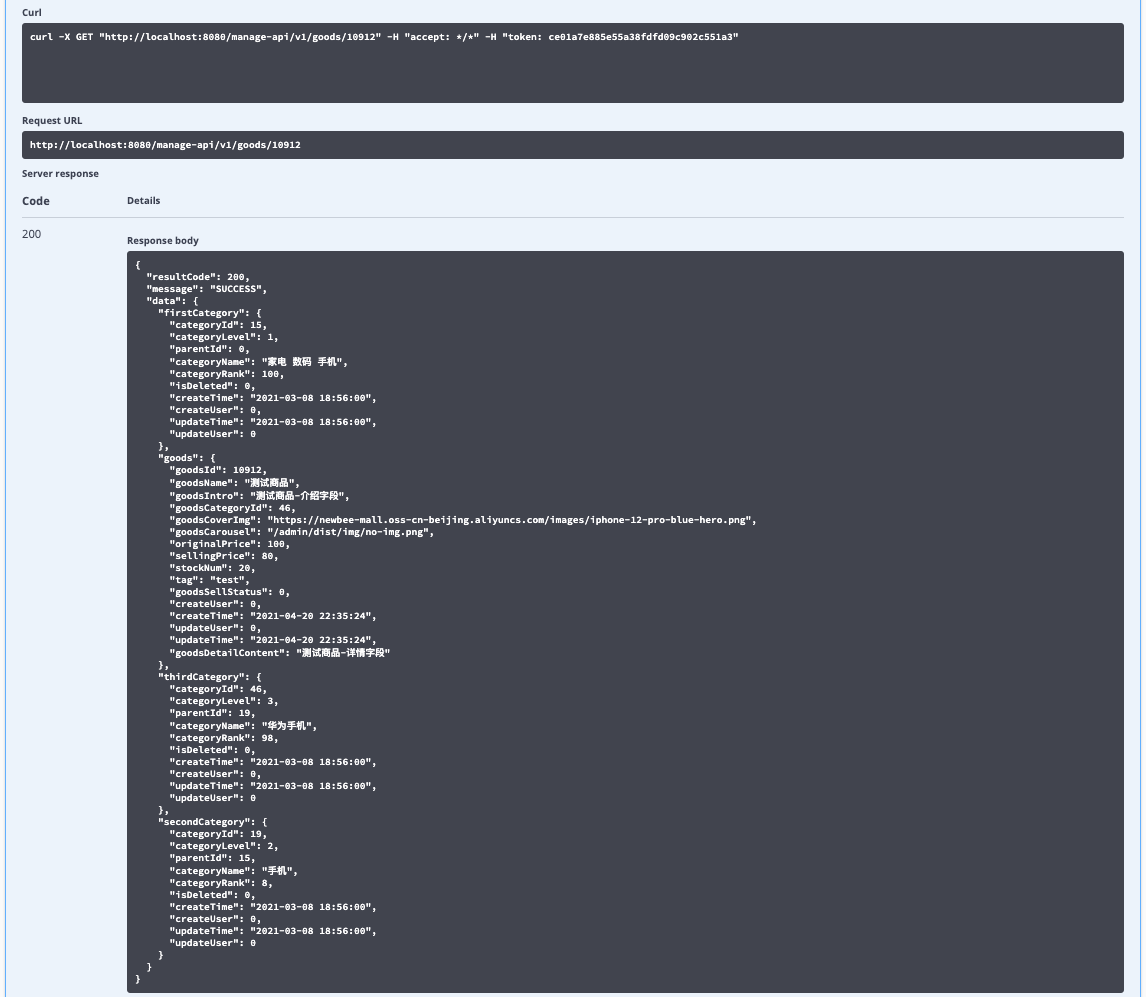 Curl
curl -X GET "http://localhost:8080/manage-api/v1/goods/10912" -H "accept: */*" -H "token: ce01a7e885e55a38fdfd09c902c551a3"
Request URL
http://localhost:8080/manage-api/v1/goods/10912
Server response
Code Details
200
Response body
{
  "resultCode": 200,
  "message": "SUCCESS",
  "data": {
    "firstCategory": {
      "categoryId": 15,
      "categoryLevel": 1,
      "parentId": 0,
      "categoryName": "家电 数码 手机",
      "categoryRank": 100,
      "isDeleted": 0,
      "createTime": "2021-03-08 18:56:00",
      "createUser": 0,
      "updateTime": "2021-03-08 18:56:00",
      "updateUser": 0
    },
    "goods": {
      "goodsId": 10912,
      "goodsName": "测试商品",
      "goodsIntro": "测试商品-介绍字段",
      "goodsCategoryId": 46,
      "goodsCoverImg": "https://newbee-mall.oss-cn-beijing.aliyuncs.com/images/iphone-12-pro-blue-hero.png",
      "goodsCarousel": "/admin/dist/img/no-img.png",
      "originalPrice": 100,
      "sellingPrice": 80,
      "stockNum": 20,
      "tag": "test",
      "goodsSellStatus": 0,
      "createUser": 0,
      "createTime": "2021-04-20 22:35:24",
      "updateUser": 0,
      "updateTime": "2021-04-20 22:35:24",
      "goodsDetailContent": "测试商品-详情字段"
    },
    "thirdCategory": {
      "categoryId": 46,
      "categoryLevel": 3,
      "parentId": 19,
      "categoryName": "华为手机",
      "categoryRank": 98,
      "isDeleted": 0,
      "createTime": "2021-03-08 18:56:00",
      "createUser": 0,
      "updateTime": "2021-03-08 18:56:00",
      "updateUser": 0
    },
    "secondCategory": {
      "categoryId": 19,
      "categoryLevel": 2,
      "parentId": 15,
      "categoryName": "手机",
      "categoryRank": 8,
      "isDeleted": 0,
      "createTime": "2021-03-08 18:56:00",
      "createUser": 0,
      "updateTime": "2021-03-08 18:56:00",
      "updateUser": 0
    }
  }
}